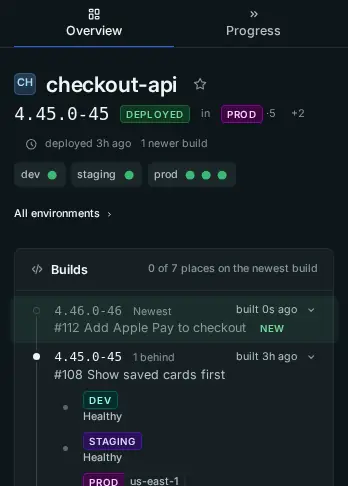 Overview
Progress
CH checkout-api
4.45.0-45 DEPLOYED in PROD ·5 +2
deployed 3h ago 1 newer build
dev staging prod
All environments ›
Builds 0 of 7 places on the newest build
4.46.0-46 Newest built 0s ago
#112 Add Apple Pay to checkout NEW
4.45.0-45 1 behind built 3h ago
#108 Show saved cards first
DEV
Healthy
STAGING
Healthy
PROD us-east-1